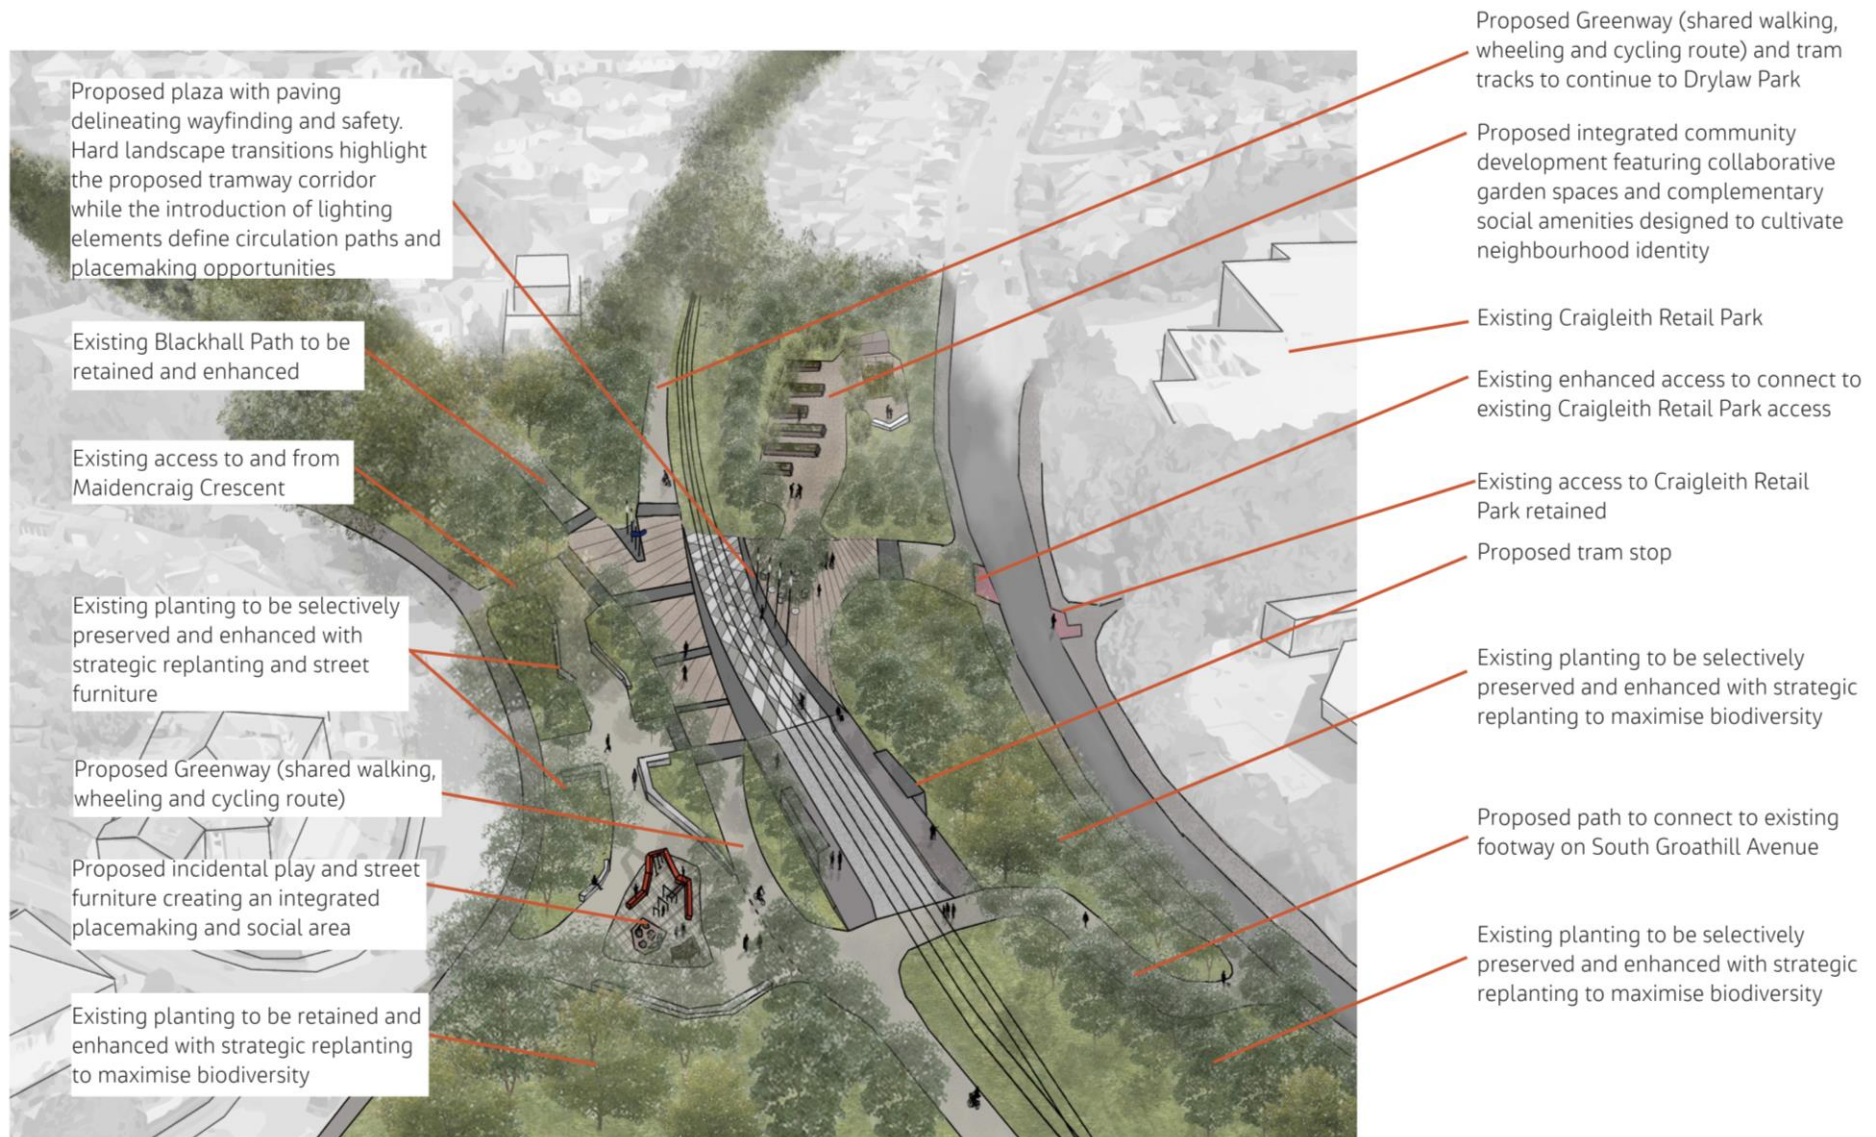 Proposed plaza with paving
delineating wayfinding and safety.
Hard landscape transitions highlight
the proposed tramway corridor
while the introduction of lighting
elements define circulation paths and
placemaking opportunities
Existing Blackhall Path to be
retained and enhanced
Existing access to and from
Maidencraig Crescent
Existing planting to be selectively
preserved and enhanced with
strategic replanting and street
furniture
Proposed Greenway (shared walking,
wheeling and cycling route)
Proposed incidental play and street
furniture creating an integrated
placemaking and social area
Existing planting to be retained and
enhanced with strategic replanting
to maximise biodiversity
Proposed Greenway (shared walking,
wheeling and cycling route) and tram
tracks to continue to Drylaw Park
Proposed integrated community
development featuring collaborative
garden spaces and complementary
social amenities designed to cultivate
neighbourhood identity
Existing Craigleith Retail Park
Existing enhanced access to connect to
existing Craigleith Retail Park access
Existing access to Craigleith Retail
Park retained
Proposed tram stop
Existing planting to be selectively
preserved and enhanced with strategic
replanting to maximise biodiversity
Proposed path to connect to existing
footway on South Groathill Avenue
Existing planting to be selectively
preserved and enhanced with strategic
replanting to maximise biodiversity